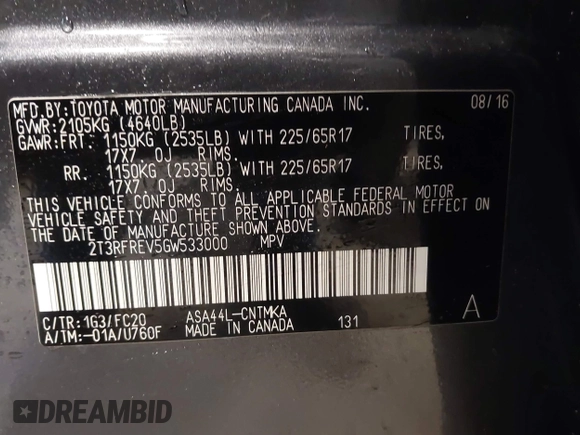 MFD.BY:TOYOTA MOTOR MANUFACTURING CANADA INC. 08/16
GVWR:2105KG (4640LB)
GAWR:FRT. 1150KG (2535LB) WITH 225/65R17 TIRES,
17X7.0J RIMS.
RR. 1150KG (2535LB) WITH 225/65R17 TIRES,
17X7.0J RIMS.
THIS VEHICLE CONFORMS TO ALL APPLICABLE FEDERAL MOTOR
VEHICLE SAFETY AND THEFT PREVENTION STANDARDS IN EFFECT ON
THE DATE OF MANUFACTURE SHOWN ABOVE.
2T3RFREV5GW533000 MPV
C/TR:1G3/FC20 ASA44L-CNTMKA A
A/TM:-01A/U760F MADE IN CANADA 131
DREAMBID